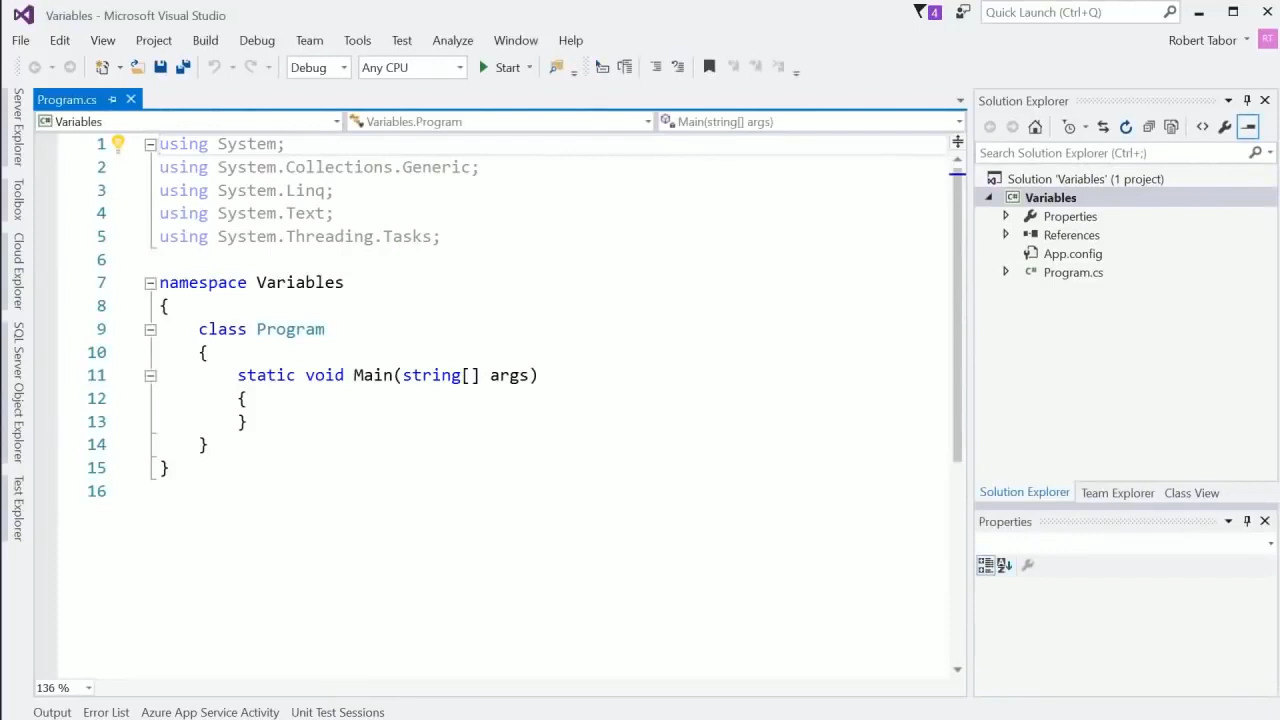 Variables - Microsoft Visual Studio
4
Quick Launch (Ctrl+Q)
File Edit View Project Build Debug Team Tools Test Analyze Window Help
Robert Tabor RT
Debug Any CPU Start
Server Explorer
Toolbox
Cloud Explorer
SQL Server Object Explorer
Test Explorer
Program.cs
C# Variables Variables.Program Main(string[] args)
1 using System;
2 using System.Collections.Generic;
3 using System.Linq;
4 using System.Text;
5 using System.Threading.Tasks;
6
7 namespace Variables
8 {
9 class Program
10 {
11 static void Main(string[] args)
12 {
13 }
14 }
15 }
16
136 %
Solution Explorer
Search Solution Explorer (Ctrl+;)
Solution 'Variables' (1 project)
C# Variables
Properties
References
App.config
C# Program.cs
Solution Explorer Team Explorer Class View
Properties
Output Error List Azure App Service Activity Unit Test Sessions